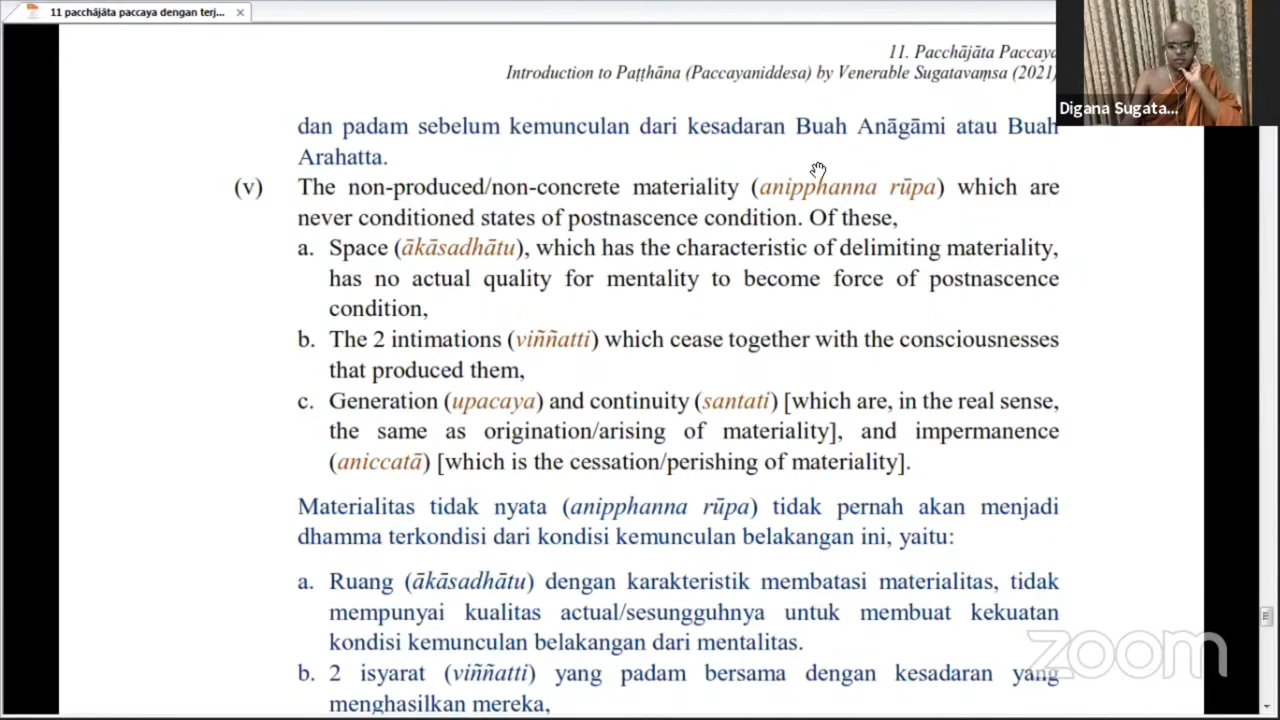 11 pacchājāta paccaya dengan terj...
11. Pacchājāta Paccaya
Introduction to Paṭṭhāna (Paccayaniddesa) by Venerable Sugatavaṃsa (2021)
Digana Sugata...
dan padam sebelum kemunculan dari kesadaran Buah Anāgāmi atau Buah
Arahatta.
(v) The non-produced/non-concrete materiality (anipphanna rūpa) which are
never conditioned states of postnascence condition. Of these,
a. Space (ākāsadhātu), which has the characteristic of delimiting materiality,
has no actual quality for mentality to become force of postnascence
condition,
b. The 2 intimations (viññatti) which cease together with the consciousnesses
that produced them,
c. Generation (upacaya) and continuity (santati) [which are, in the real sense,
the same as origination/arising of materiality], and impermanence
(aniccatā) [which is the cessation/perishing of materiality].
Materialitas tidak nyata (anipphanna rūpa) tidak pernah akan menjadi
dhamma terkondisi dari kondisi kemunculan belakangan ini, yaitu:
a. Ruang (ākāsadhātu) dengan karakteristik membatasi materialitas, tidak
mempunyai kualitas actual/sesungguhnya untuk membuat kekuatan
kondisi kemunculan belakangan dari mentalitas.
b. 2 isyarat (viññatti) yang padam bersama dengan kesadaran yang
menghasilkan mereka,
zoom